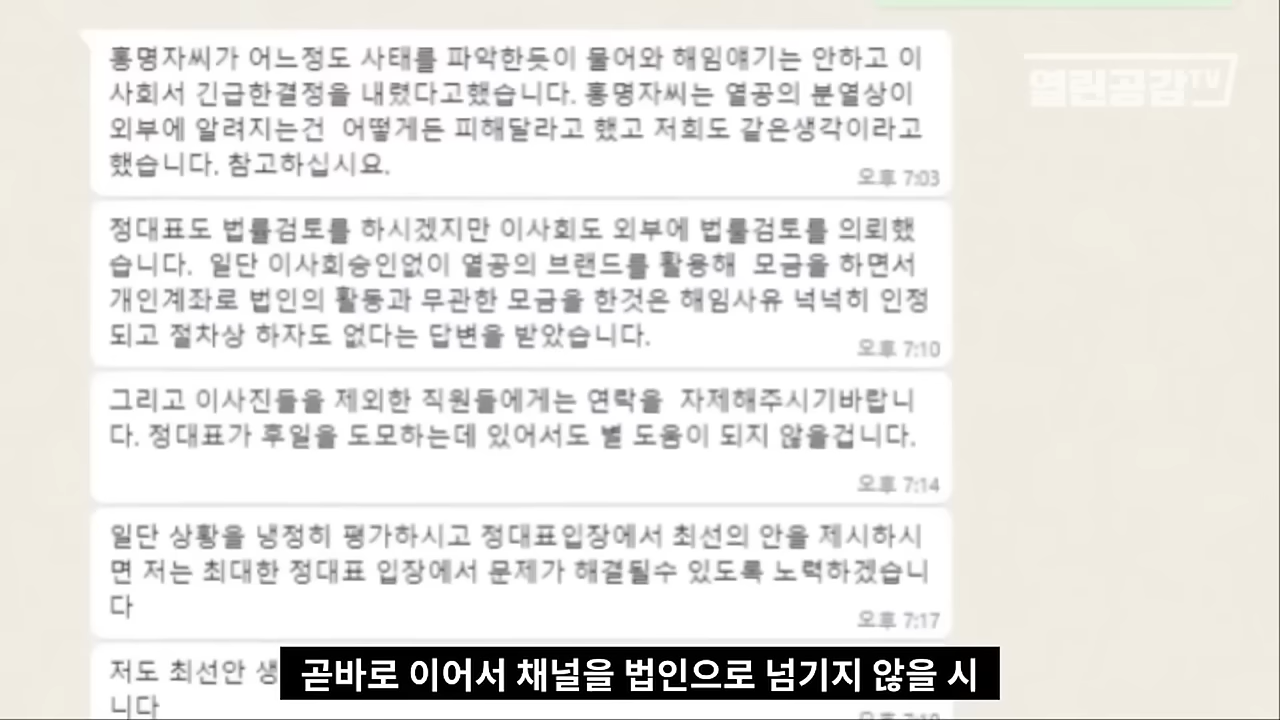 홍명자씨가 어느정도 사태를 파악한듯이 물어와 해임얘기는 안하고 이
사회서 긴급한결정을 내렸다고했습니다. 홍명자씨는 열공의 분열상이
외부에 알려지는건 어떻게든 피해달라고 했고 저희도 같은생각이라고
했습니다. 참고하십시요.
오후 7:03
열린공감TV
정대표도 법률검토를 하시겠지만 이사회도 외부에 법률검토를 의뢰했
습니다. 일단 이사회승인없이 열공의 브랜드를 활용해 모금을 하면서
개인계좌로 법인의 활동과 무관한 모금을 한것은 해임사유 넉넉히 인정
되고 절차상 하자도 없다는 답변을 받았습니다.
오후 7:10
그리고 이사진들을 제외한 직원들에게는 연락을 자제해주시기바랍니
다. 정대표가 후일을 도모하는데 있어서도 별 도움이 되지 않을겁니다.
오후 7:14
일단 상황을 냉정히 평가하시고 정대표입장에서 최선의 안을 제시하시
면 저는 최대한 정대표 입장에서 문제가 해결될수 있도록 노력하겠습니
다
오후 7:17
저도 최선안 생
니다
곧바로 이어서 채널을 법인으로 넘기지 않을 시